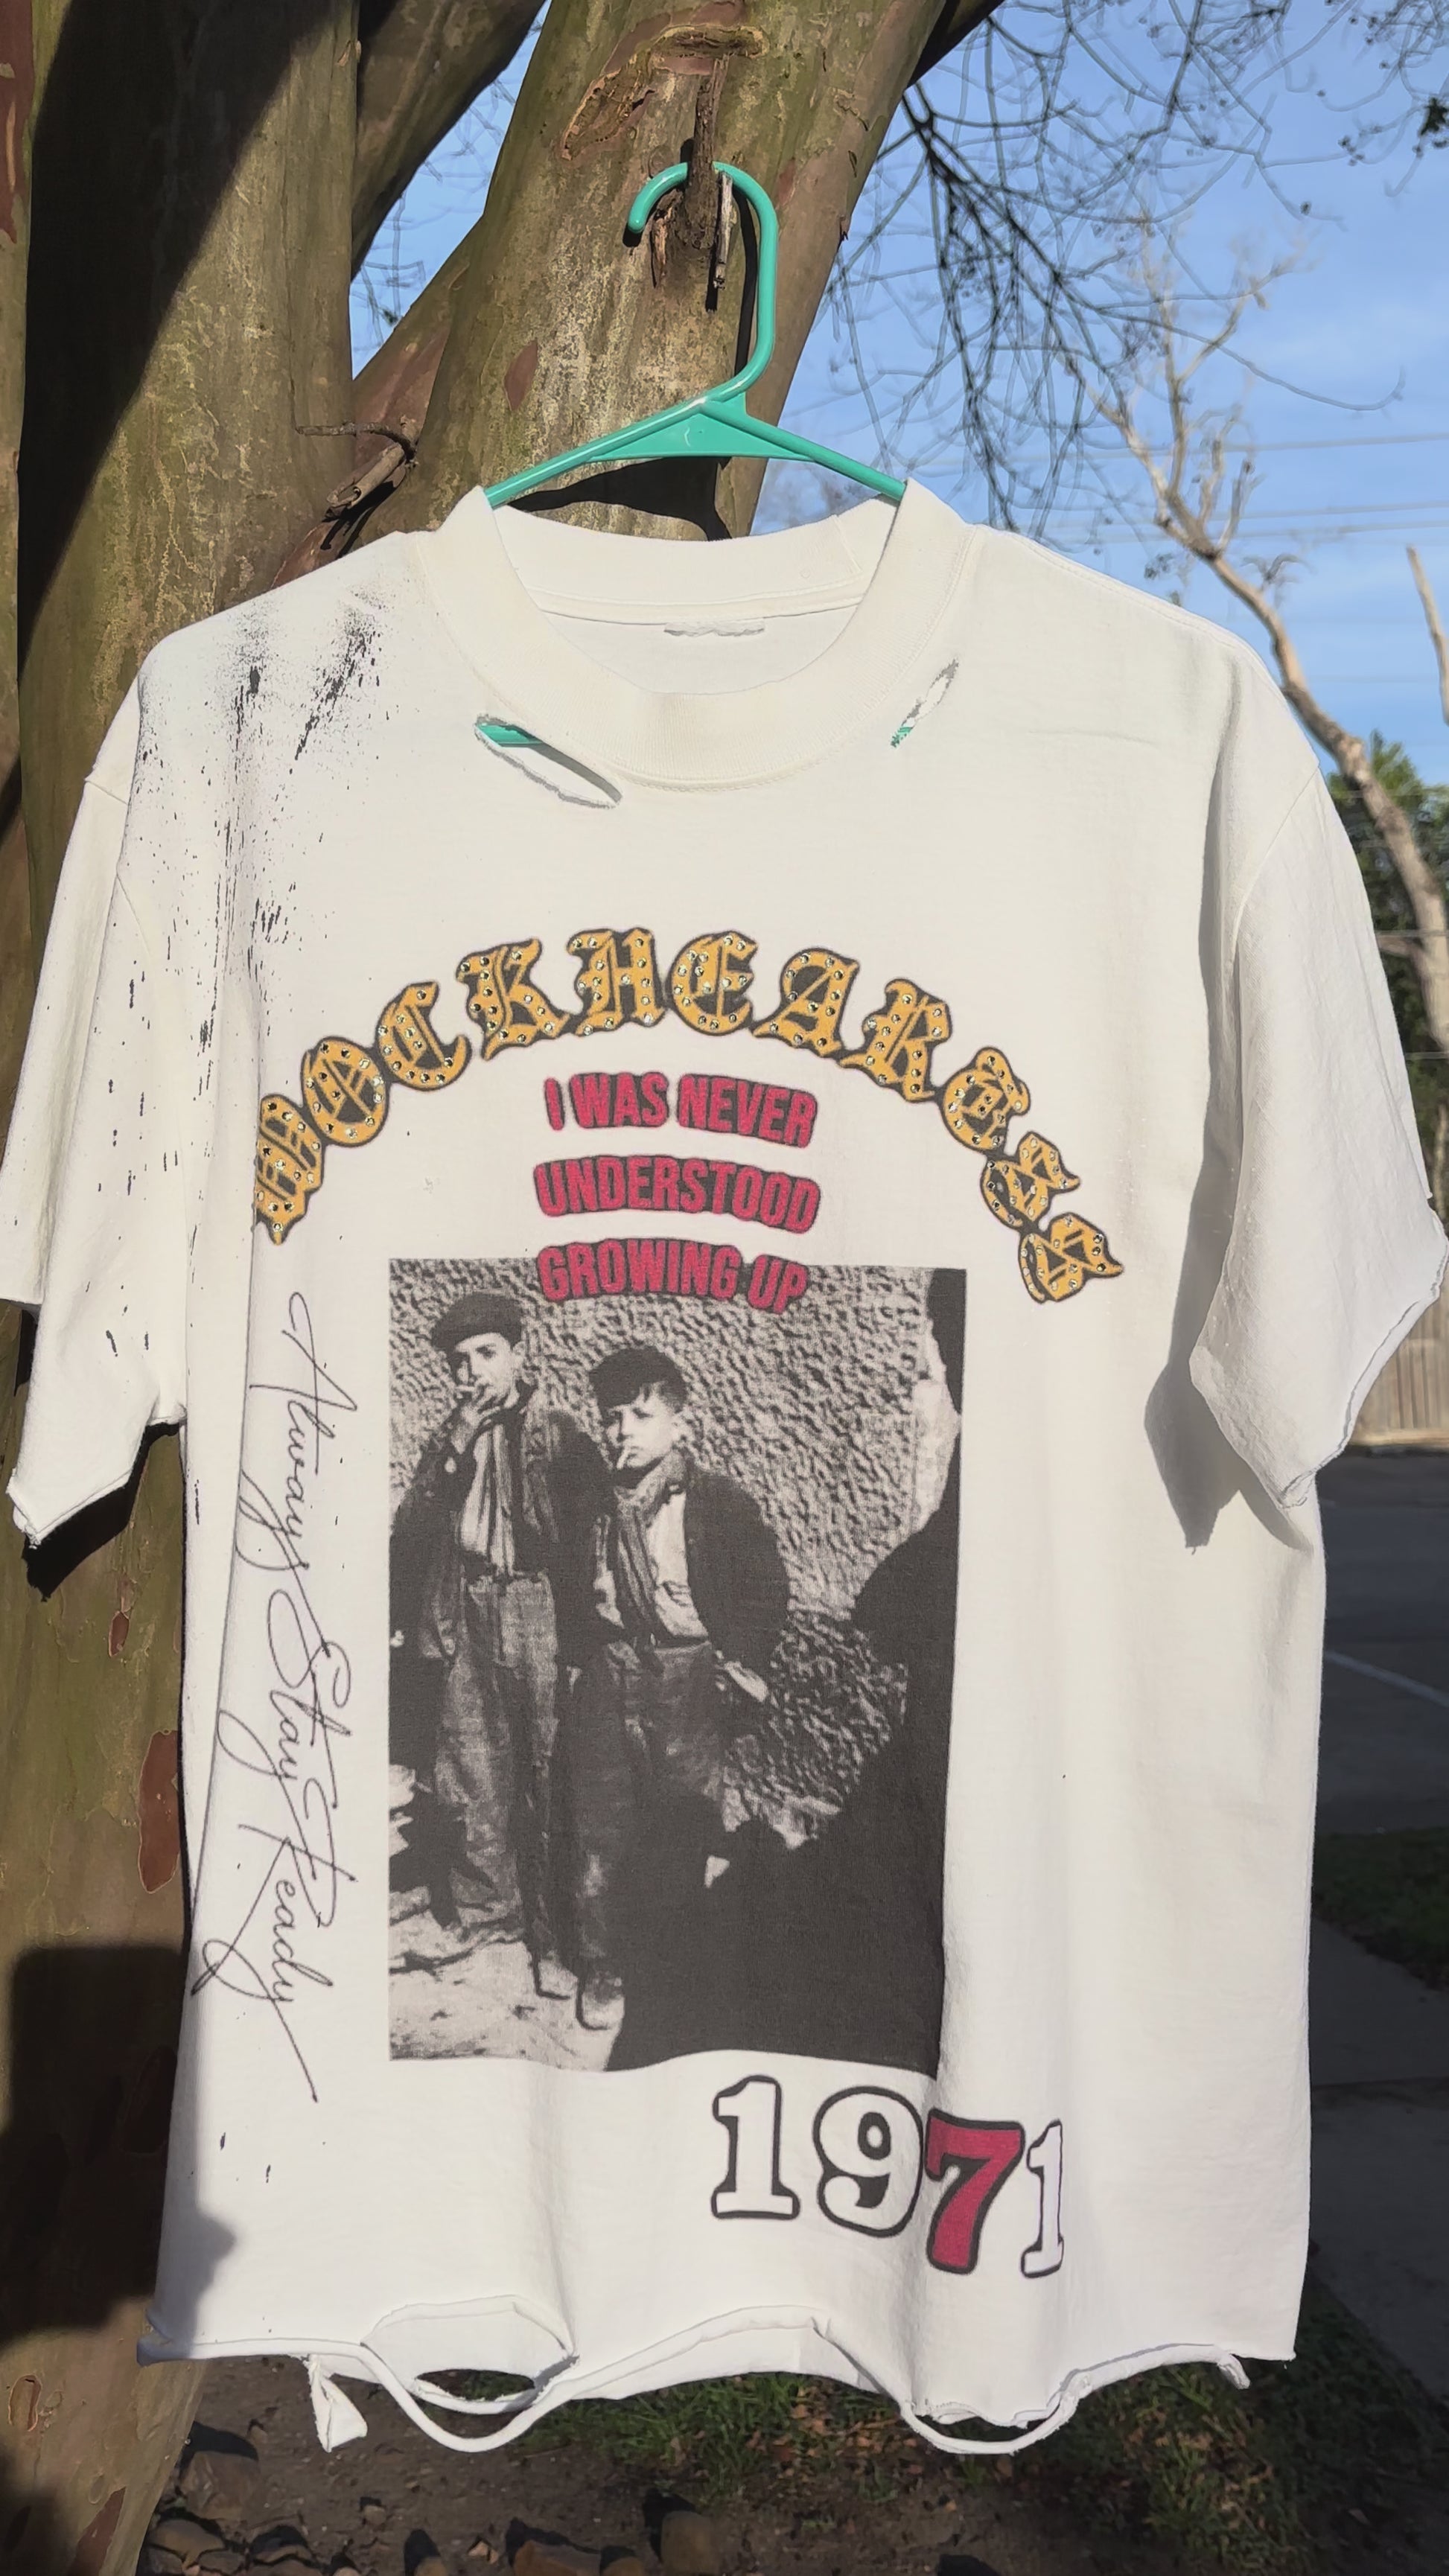 I WAS NEVER
UNDERSTOOD
GROWING UP
Always Stay Ready
1971